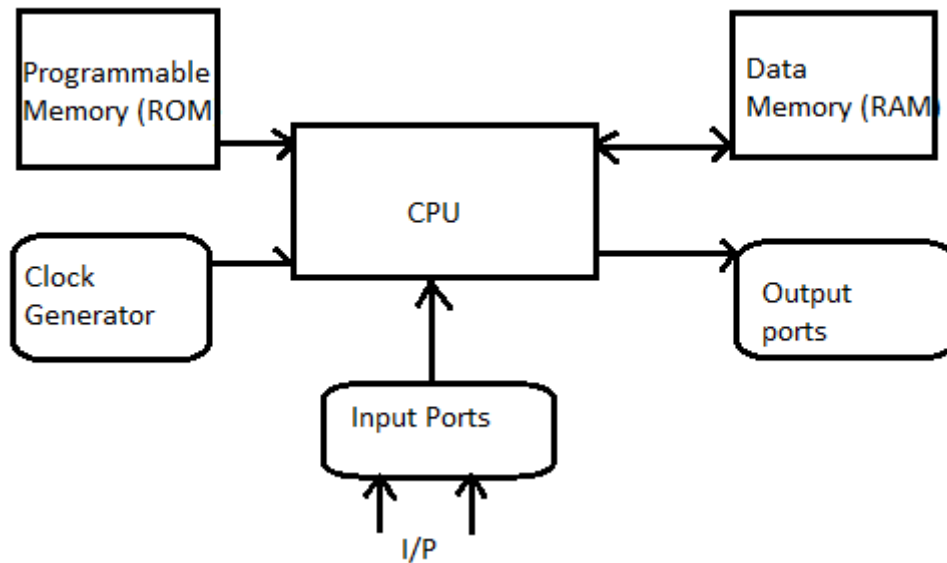 Programmable
Memory (ROM
Data
Memory (RAM)
CPU
Clock
Generator
Output
ports
Input Ports
I/P